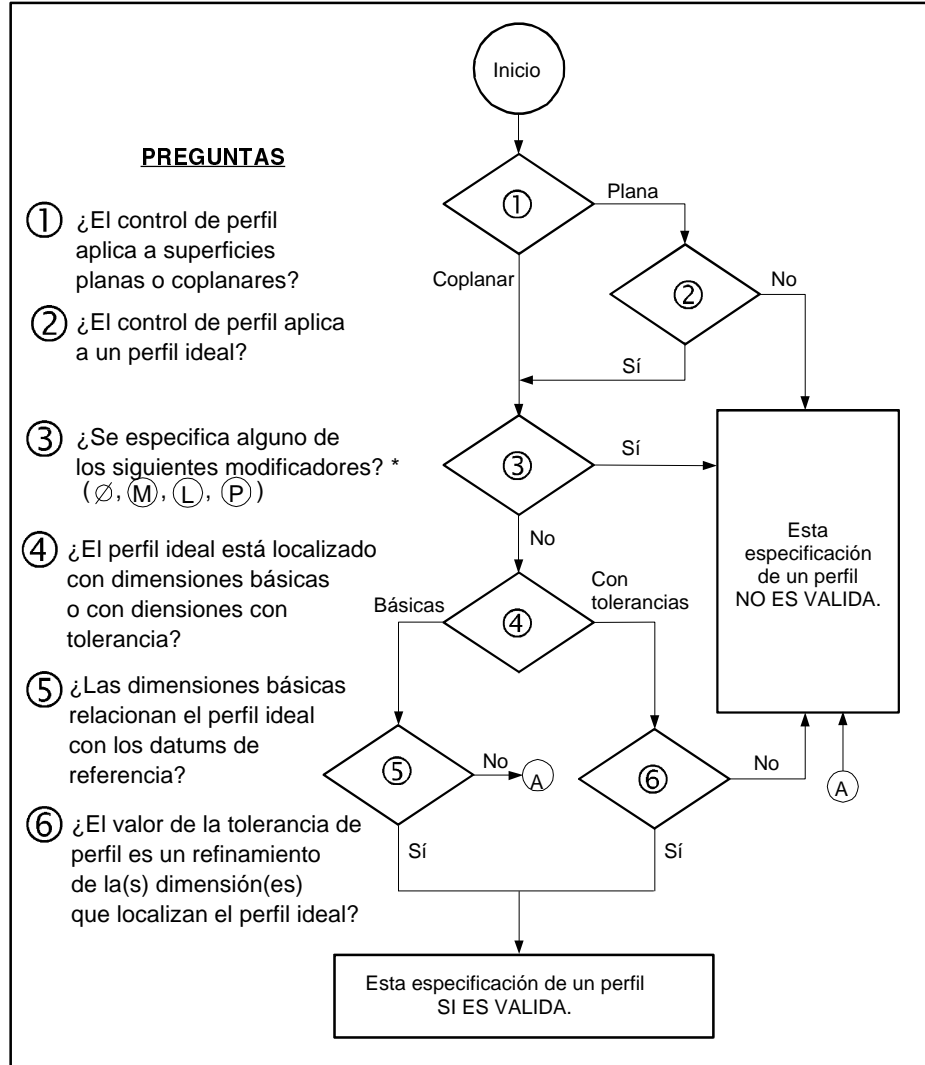 Inicio
PREGUNTAS
① ¿El control de perfil
aplica a superficies
planas o coplanares?
② ¿El control de perfil aplica
a un perfil ideal?
③ ¿Se especifica alguno de
los siguientes modificadores? *
(∅, Ⓜ, Ⓛ, Ⓟ)
④ ¿El perfil ideal está localizado
con dimensiones básicas
o con diensiones con
tolerancia?
⑤ ¿Las dimensiones básicas
relacionan el perfil ideal
con los datums de
referencia?
⑥ ¿El valor de la tolerancia de
perfil es un refinamiento
de la(s) dimensión(es)
que localizan el perfil ideal?
①
Plana
Coplanar
②
No
Sí
③
Sí
No
Esta
especificación
de un perfil
NO ES VALIDA.
④
Básicas
Con
tolerancias
⑤
No
A
Sí
⑥
No
A
Sí
Esta especificación de un perfil
SI ES VALIDA.